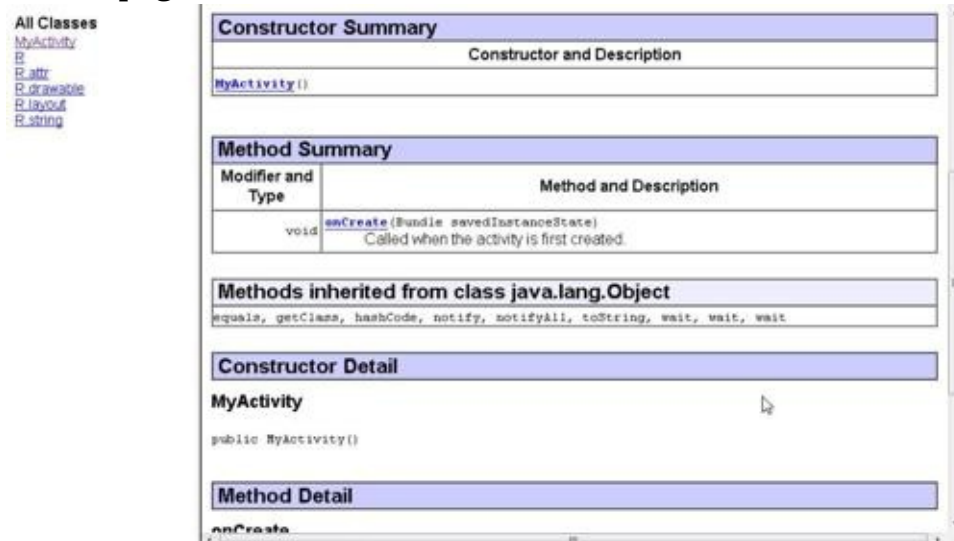 All Classes
MyActivity
R
R.attr
R.drawable
R.layout
R.string
Constructor Summary
Constructor and Description
MyActivity()
Method Summary
Modifier and Type
Method and Description
void
onCreate(Bundle savedInstanceState)
Called when the activity is first created.
Methods inherited from class java.lang.Object
equals, getClass, hashCode, notify, notifyAll, toString, wait, wait, wait
Constructor Detail
MyActivity
public MyActivity()
Method Detail
onCreate